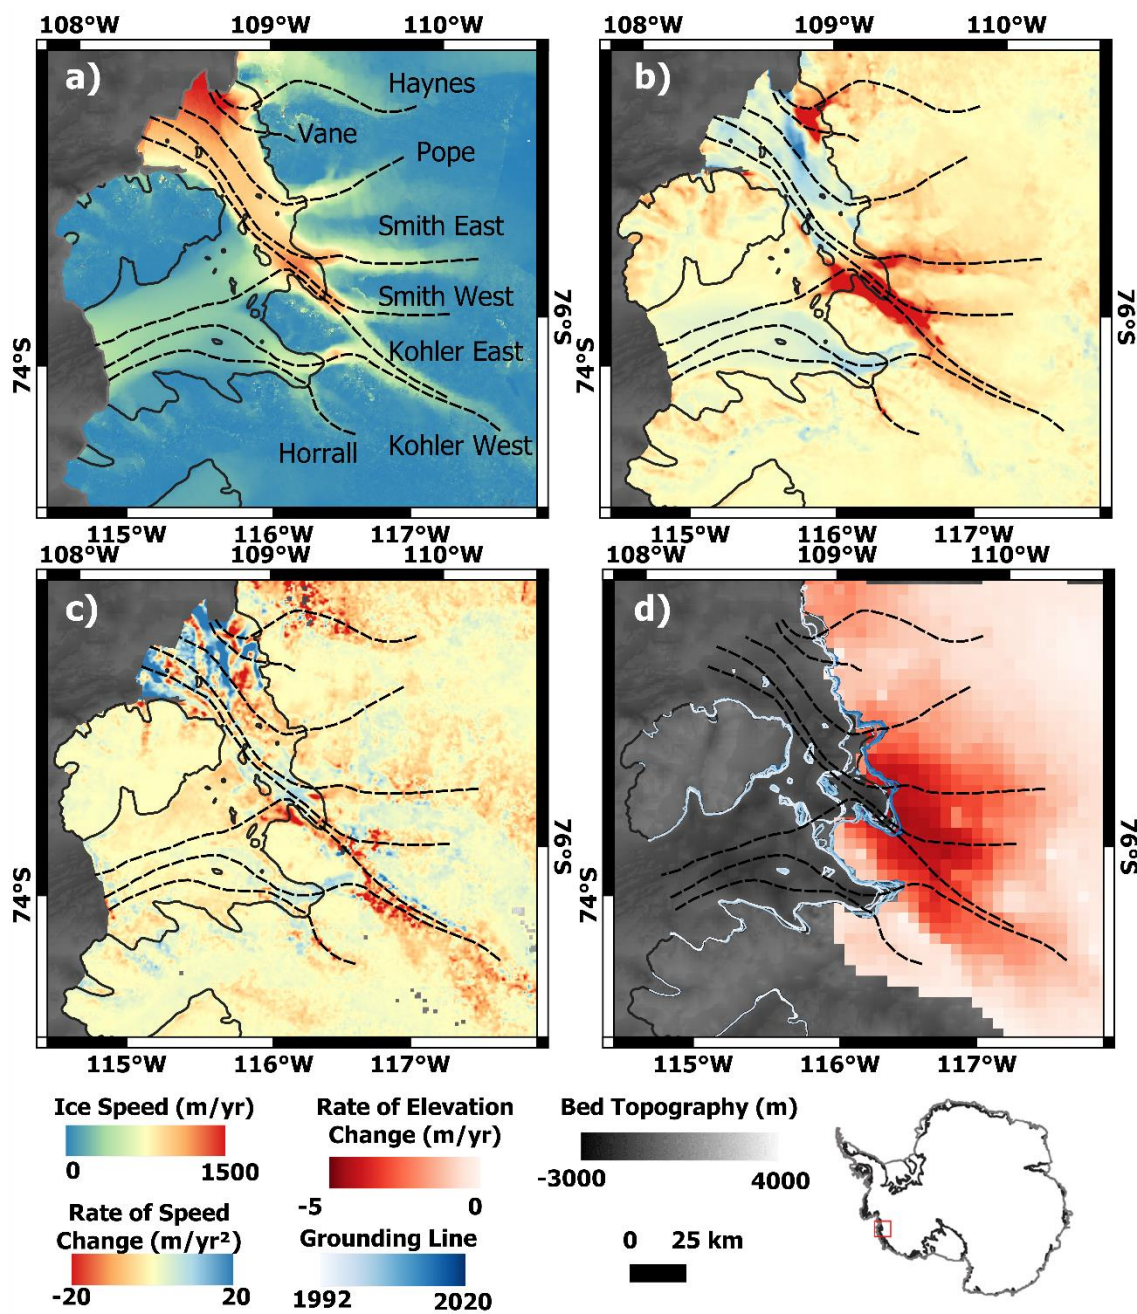 108°W 109°W 110°W 108°W 109°W 110°W
a) b)
Haynes
Vane
Pope
Smith East
Smith West
Kohler East
Horrall
Kohler West
74°S
76°S
74°S
76°S
115°W 116°W 117°W 115°W 116°W 117°W
108°W 109°W 110°W 108°W 109°W 110°W
c) d)
74°S
76°S
74°S
76°S
115°W 116°W 117°W 115°W 116°W 117°W
Ice Speed (m/yr)
0 1500
Rate of Speed
Change (m/yr²)
-20 20
Rate of Elevation
Change (m/yr)
-5 0
Grounding Line
1992 2020
Bed Topography (m)
-3000 4000
0 25 km